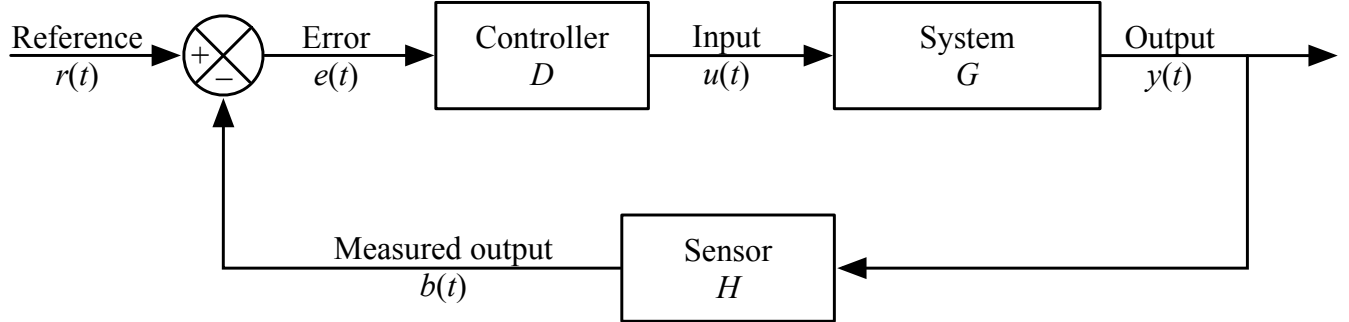 Reference
r(t)
+
−
Error
e(t)
Controller
D
Input
u(t)
System
G
Output
y(t)
Measured output
b(t)
Sensor
H